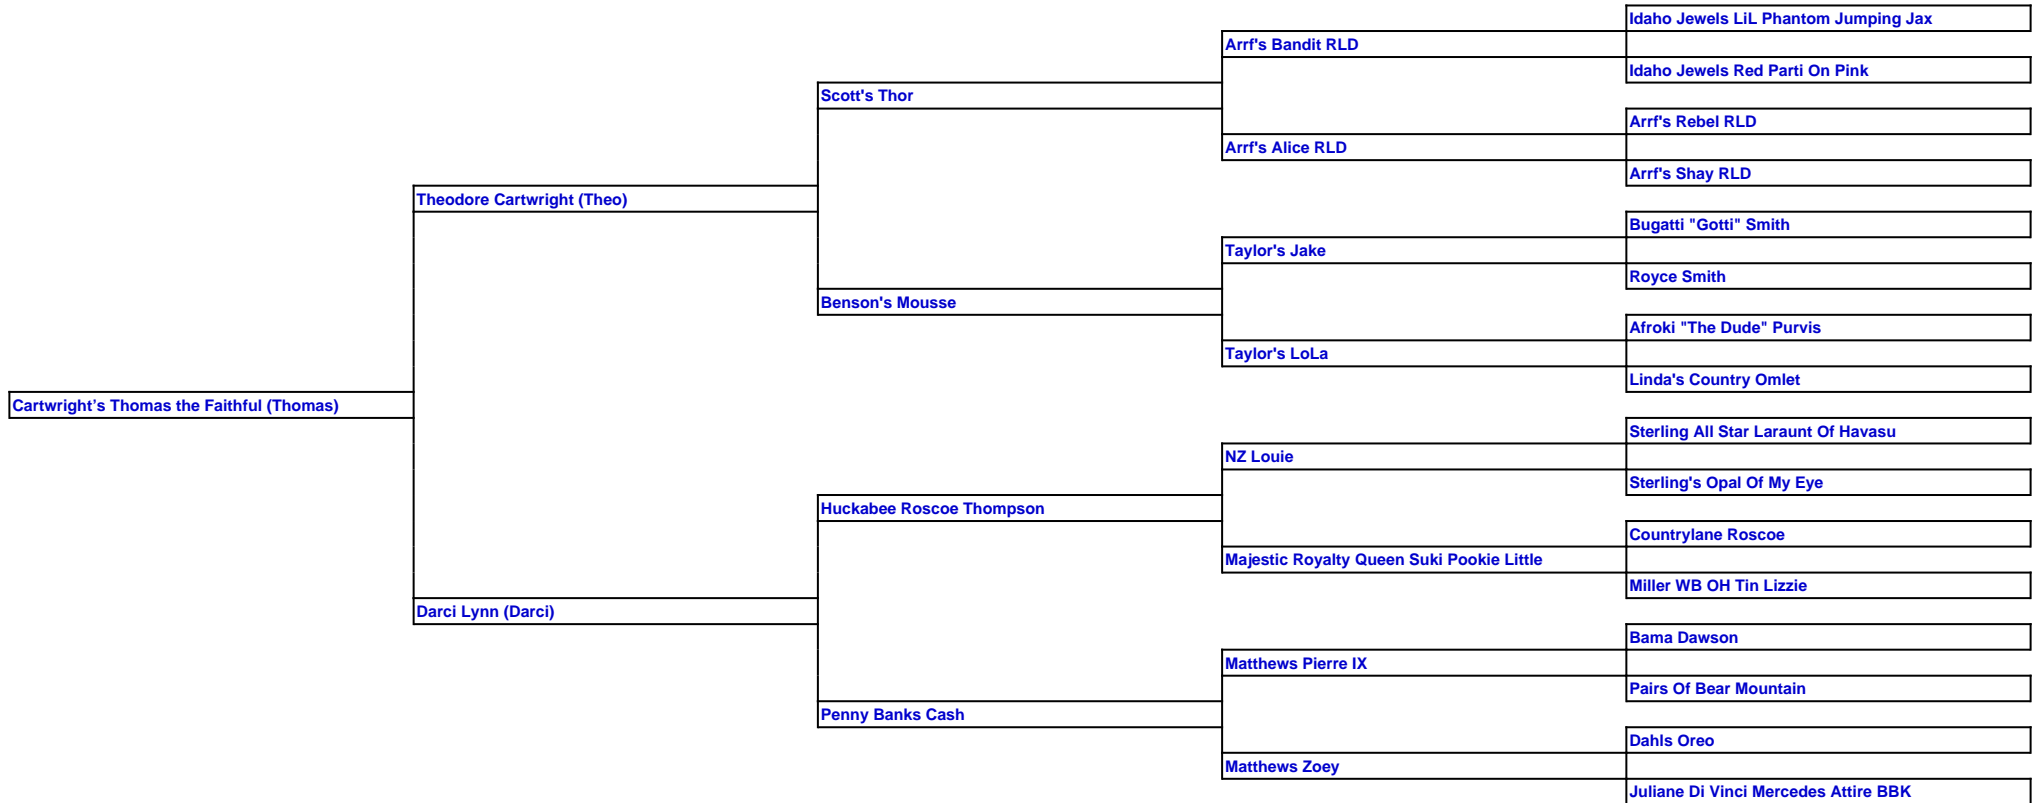 Idaho Jewels LiL Phantom Jumping Jax
Arrf's Bandit RLD
Idaho Jewels Red Parti On Pink
Scott's Thor
Arrf's Rebel RLD
Arrf's Alice RLD
Arrf's Shay RLD
Theodore Cartwright (Theo)
Bugatti "Gotti" Smith
Taylor's Jake
Royce Smith
Benson's Mousse
Afroki "The Dude" Purvis
Taylor's LoLa
Linda's Country Omlet
Cartwright’s Thomas the Faithful (Thomas)
Sterling All Star Laraunt Of Havasu
NZ Louie
Sterling's Opal Of My Eye
Huckabee Roscoe Thompson
Countrylane Roscoe
Majestic Royalty Queen Suki Pookie Little
Miller WB OH Tin Lizzie
Darci Lynn (Darci)
Bama Dawson
Matthews Pierre IX
Pairs Of Bear Mountain
Penny Banks Cash
Dahls Oreo
Matthews Zoey
Juliane Di Vinci Mercedes Attire BBK